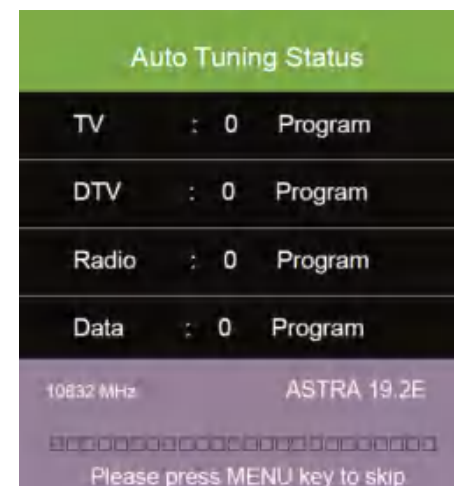 Auto Tuning Status
TV : 0 Program
DTV : 0 Program
Radio : 0 Program
Data : 0 Program
10832 MHz ASTRA 19.2E
Please press MENU key to skip